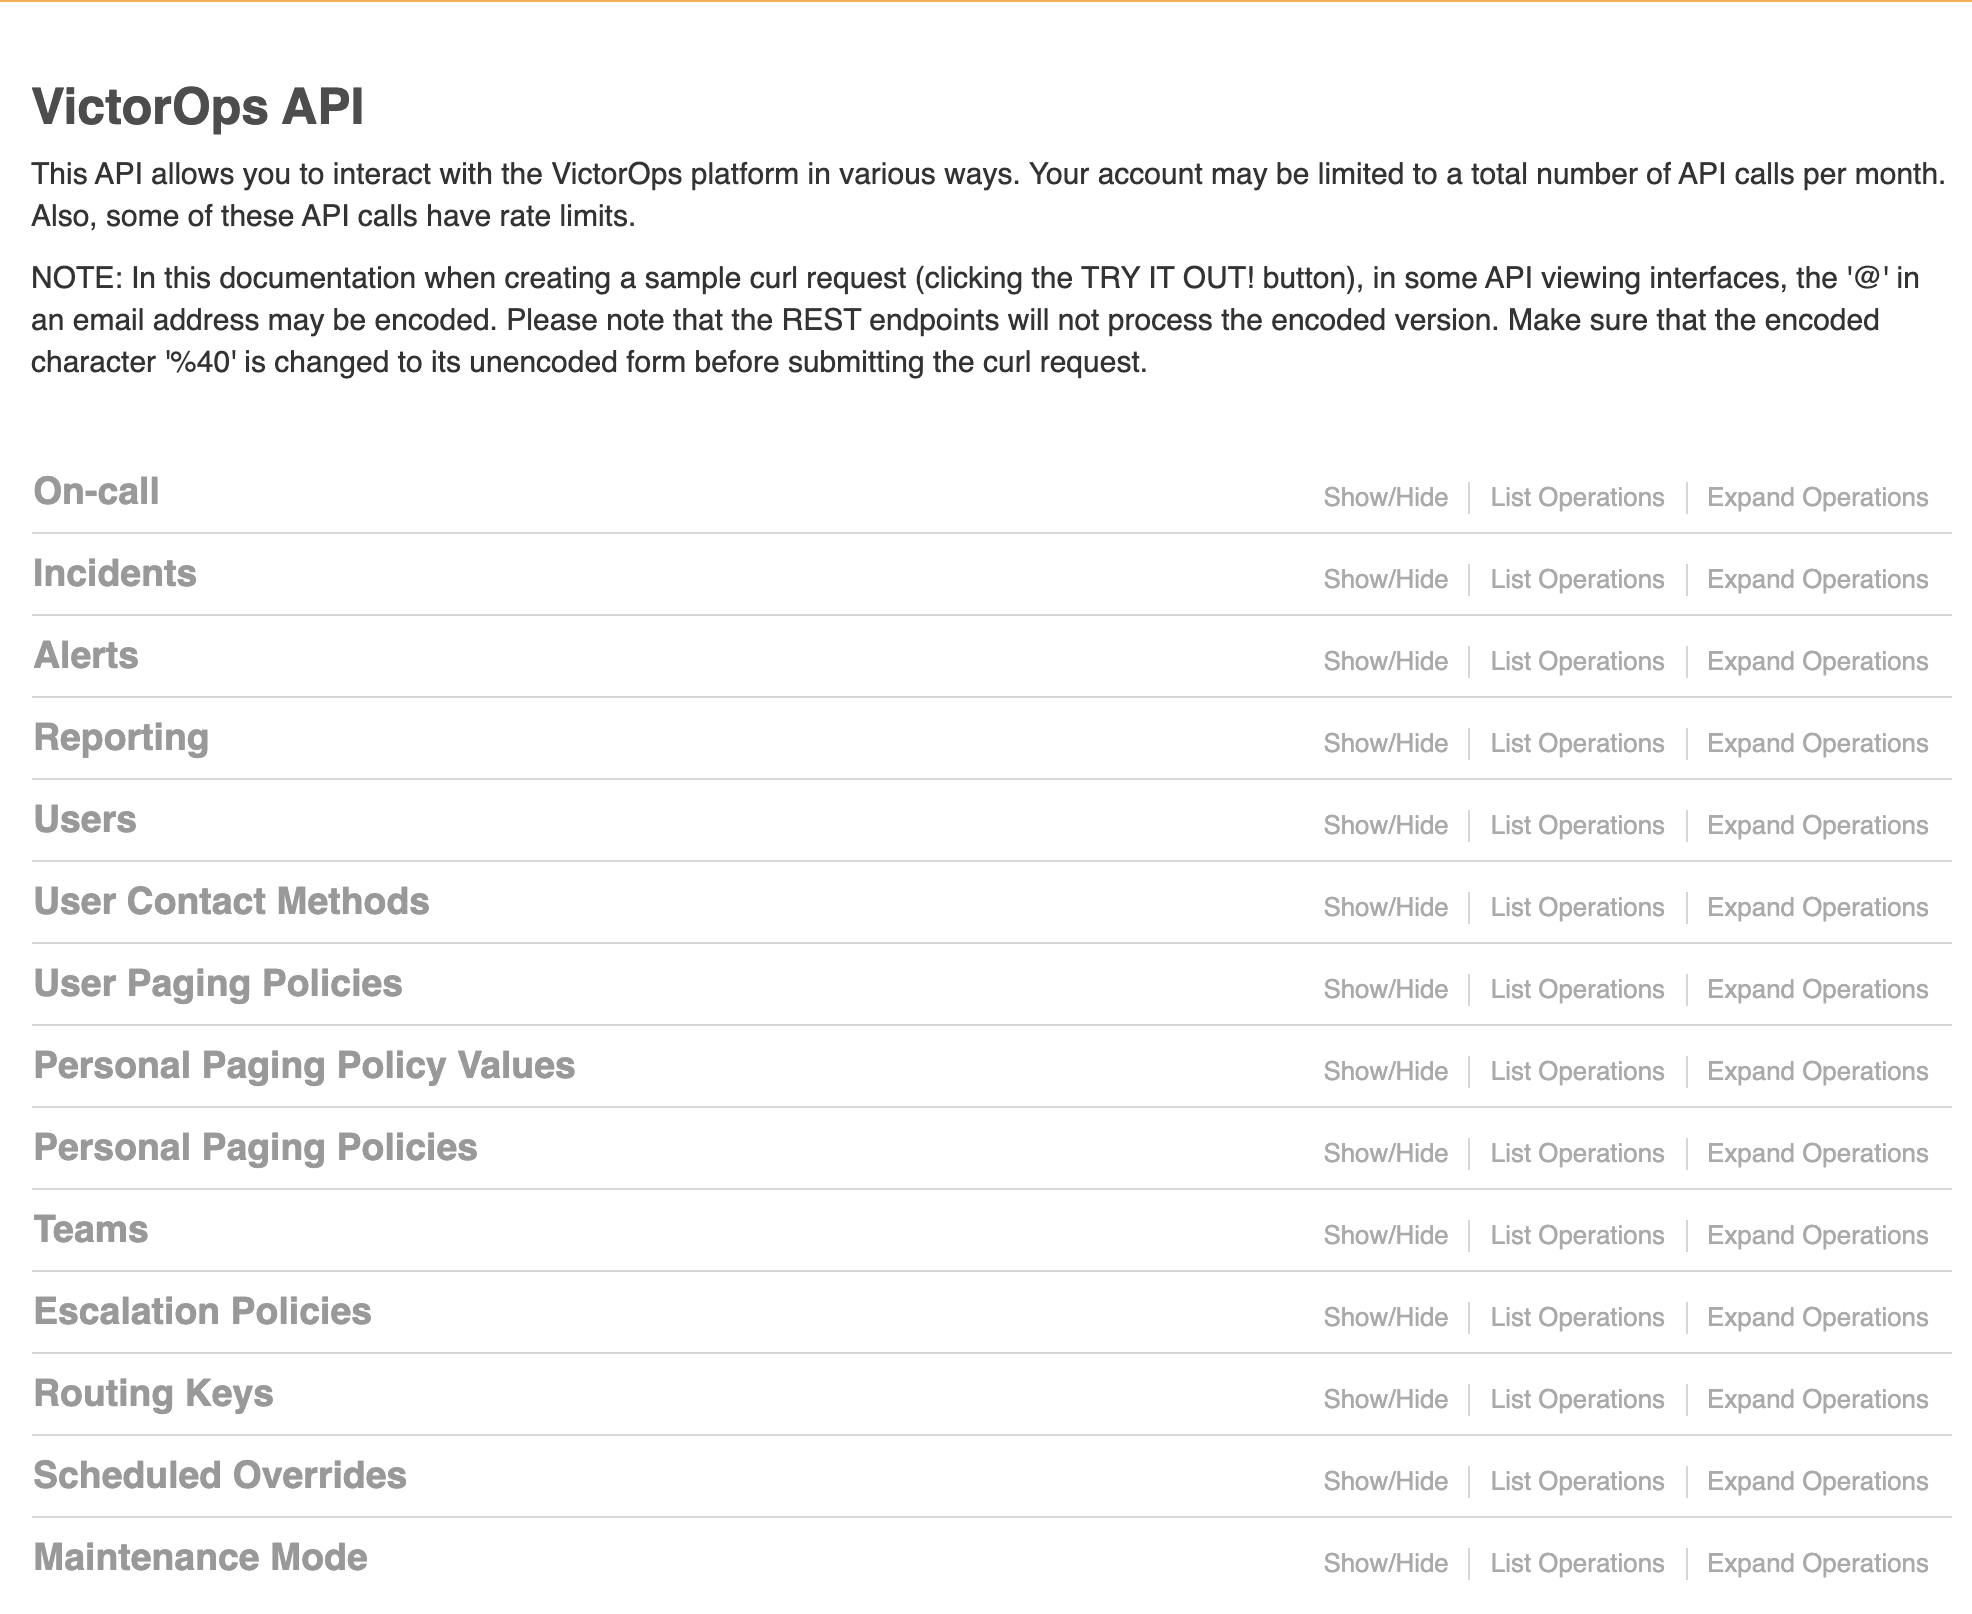 VictorOps API
This API allows you to interact with the VictorOps platform in various ways. Your account may be limited to a total number of API calls per month.
Also, some of these API calls have rate limits.
NOTE: In this documentation when creating a sample curl request (clicking the TRY IT OUT! button), in some API viewing interfaces, the '@' in
an email address may be encoded. Please note that the REST endpoints will not process the encoded version. Make sure that the encoded
character '%40' is changed to its unencoded form before submitting the curl request.
On-call Show/Hide List Operations Expand Operations
Incidents Show/Hide List Operations Expand Operations
Alerts Show/Hide List Operations Expand Operations
Reporting Show/Hide List Operations Expand Operations
Users Show/Hide List Operations Expand Operations
User Contact Methods Show/Hide List Operations Expand Operations
User Paging Policies Show/Hide List Operations Expand Operations
Personal Paging Policy Values Show/Hide List Operations Expand Operations
Personal Paging Policies Show/Hide List Operations Expand Operations
Teams Show/Hide List Operations Expand Operations
Escalation Policies Show/Hide List Operations Expand Operations
Routing Keys Show/Hide List Operations Expand Operations
Scheduled Overrides Show/Hide List Operations Expand Operations
Maintenance Mode Show/Hide List Operations Expand Operations